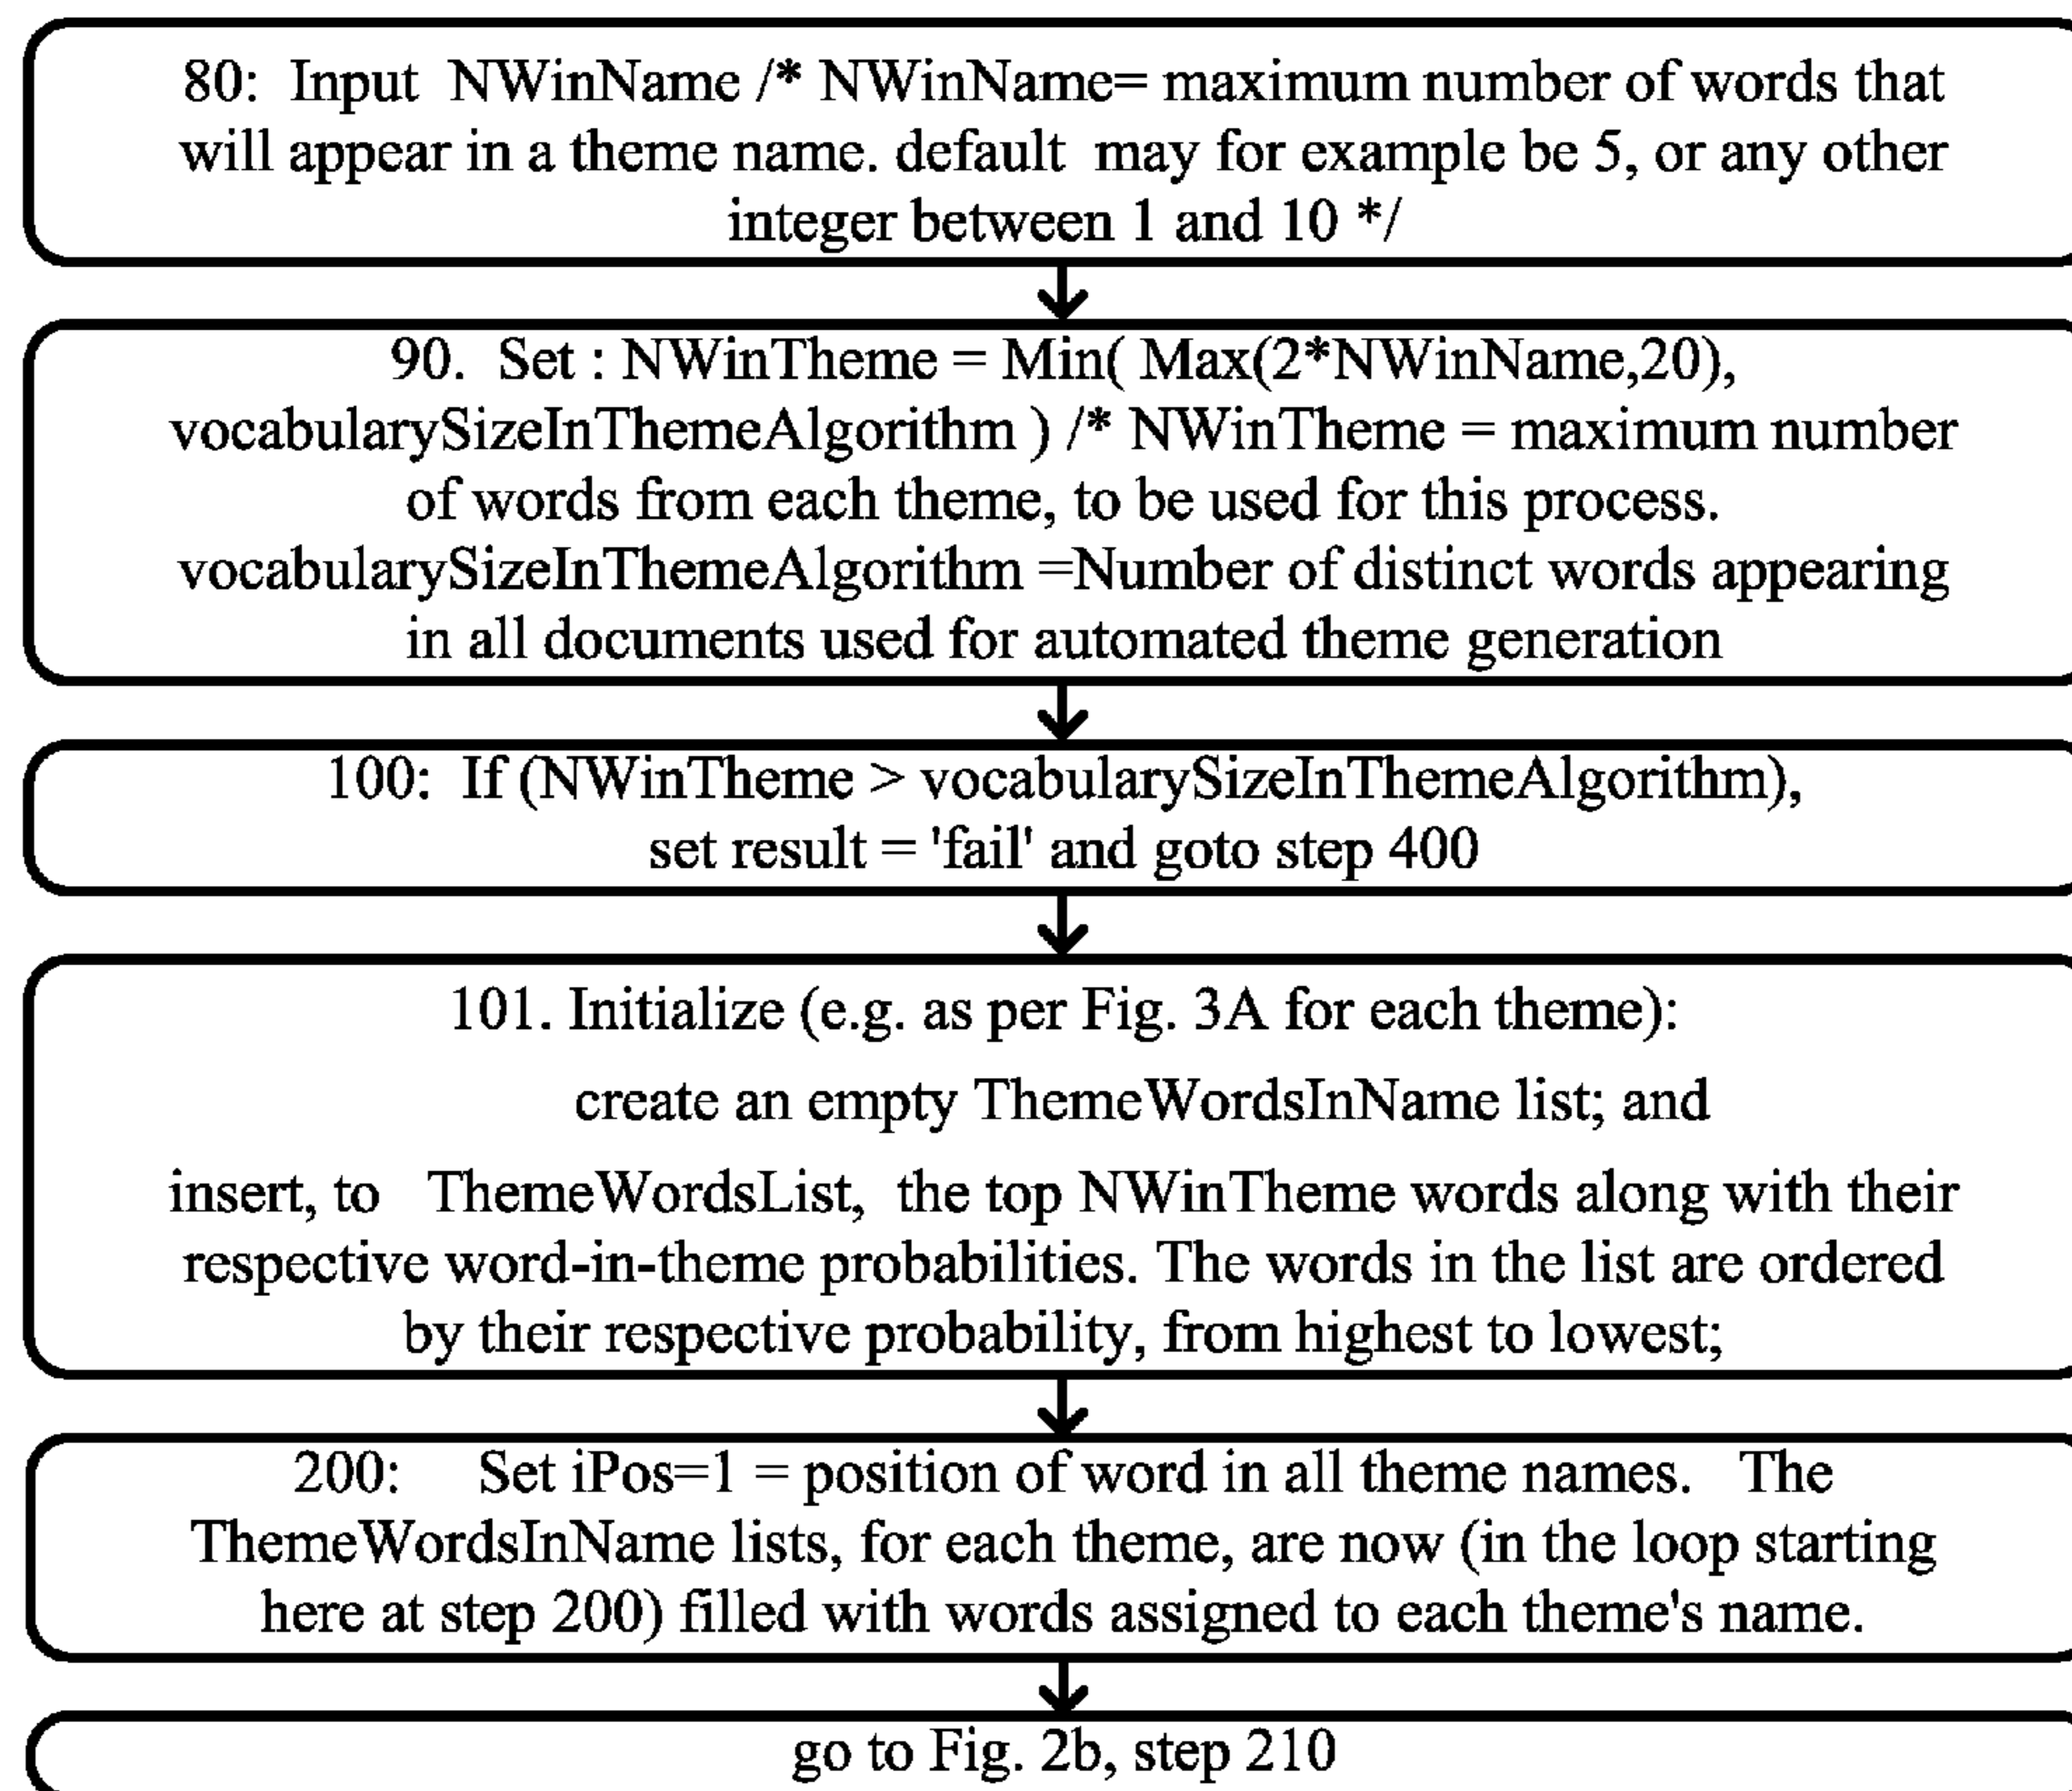 80: Input NWinName /* NWinName= maximum number of words that
will appear in a theme name. default may for example be 5, or any other
integer between 1 and 10 */
90. Set : NWinTheme = Min( Max(2*NWinName,20),
vocabularySizeInThemeAlgorithm ) /* NWinTheme = maximum number
of words from each theme, to be used for this process.
vocabularySizeInThemeAlgorithm =Number of distinct words appearing
in all documents used for automated theme generation
100: If (NWinTheme > vocabularySizeInThemeAlgorithm),
set result = 'fail' and goto step 400
101. Initialize (e.g. as per Fig. 3A for each theme):
create an empty ThemeWordsInName list; and
insert, to ThemeWordsList, the top NWinTheme words along with their
respective word-in-theme probabilities. The words in the list are ordered
by their respective probability, from highest to lowest;
200: Set iPos=1 = position of word in all theme names. The
ThemeWordsInName lists, for each theme, are now (in the loop starting
here at step 200) filled with words assigned to each theme's name.
go to Fig. 2b, step 210